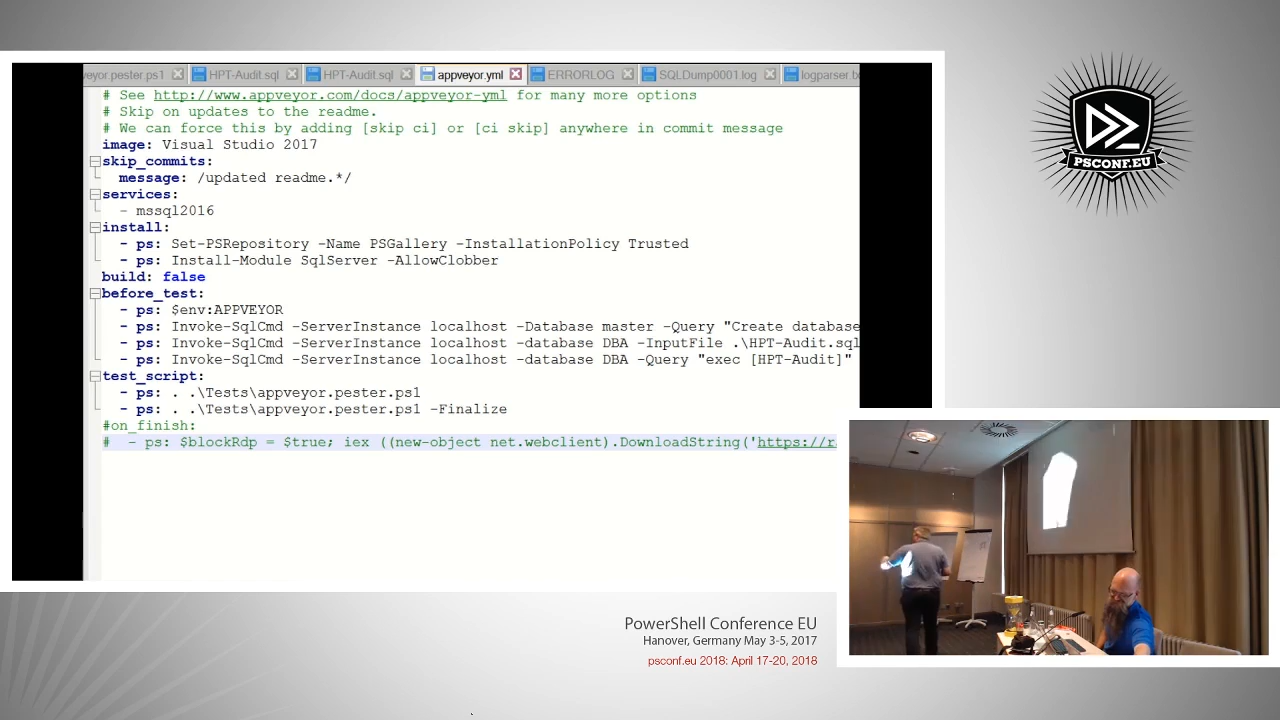 veyor.pester.ps1 HPT-Audit.sql HPT-Audit.sql appveyor.yml ERRORLOG SQLDump0001.log logparser.tx
# See http://www.appveyor.com/docs/appveyor-yml for many more options
# Skip on updates to the readme.
# We can force this by adding [skip ci] or [ci skip] anywhere in commit message
image: Visual Studio 2017
skip_commits:
message: /updated readme.*/
services:
- mssql2016
install:
- ps: Set-PSRepository -Name PSGallery -InstallationPolicy Trusted
- ps: Install-Module SqlServer -AllowClobber
build: false
before_test:
- ps: $env:APPVEYOR
- ps: Invoke-SqlCmd -ServerInstance localhost -Database master -Query "Create database
- ps: Invoke-SqlCmd -ServerInstance localhost -database DBA -InputFile .\HPT-Audit.sql
- ps: Invoke-SqlCmd -ServerInstance localhost -database DBA -Query "exec [HPT-Audit]"
test_script:
- ps: . .\Tests\appveyor.pester.ps1
- ps: . .\Tests\appveyor.pester.ps1 -Finalize
#on_finish:
# - ps: $blockRdp = $true; iex ((new-object net.webclient).DownloadString('https://r
PSCONF.EU
PowerShell Conference EU
Hanover, Germany May 3-5, 2017
psconf.eu 2018: April 17-20, 2018